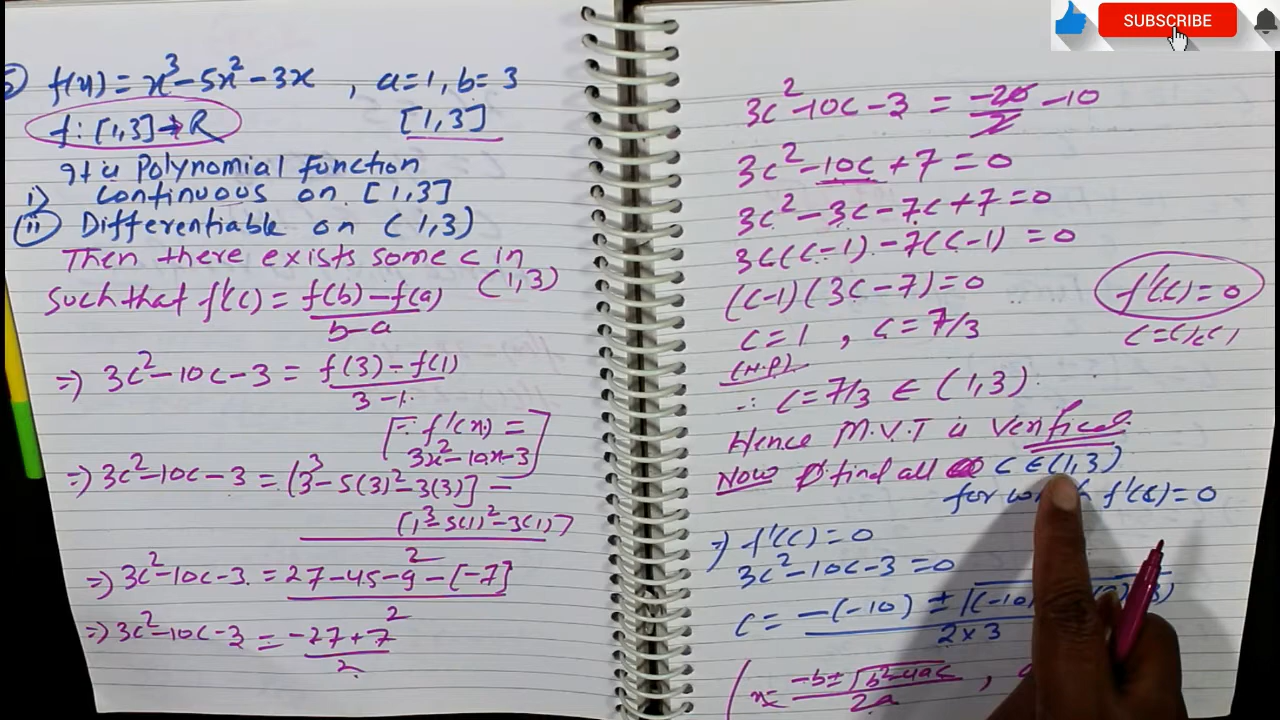 f(x) = x³ - 5x² - 3x , a=1, b=3
f : [1,3] → R [1,3]
It is Polynomial function
i) Continuous on [1,3]
ii) Differentiable on (1,3)
Then there exists some c in (1,3)
such that f'(c) = f(b) - f(a) / b-a
⇒ 3c² - 10c - 3 = f(3) - f(1) / 3-1
[∵ f'(x) =
3x² - 10x - 3]
⇒ 3c² - 10c - 3 = (3³ - 5(3)² - 3(3)] -
[1³ - 5(1)² - 3(1)] / 2
⇒ 3c² - 10c - 3 = 27 - 45 - 9 - [-7] / 2
⇒ 3c² - 10c - 3 = -27 + 7 / 2
SUBSCRIBE
3c² - 10c - 3 = -20 / 2 -10
3c² - 10c + 7 = 0
3c² - 3c - 7c + 7 = 0
3c(c-1) - 7(c-1) = 0
(c-1)(3c-7) = 0
f'(c) = 0
c = 1 , c = 7/3
(N.P)
∴ c = 7/3 ∈ (1,3)
Hence M.V.T is Verified.
Now find all c ∈ (1,3)
for f'(c) = 0
⇒ f'(c) = 0
3c² - 10c - 3 = 0
c = -(-10) ± √(-10) 3) / 2×3
x = -b ± √b² - 4ac / 2a ,